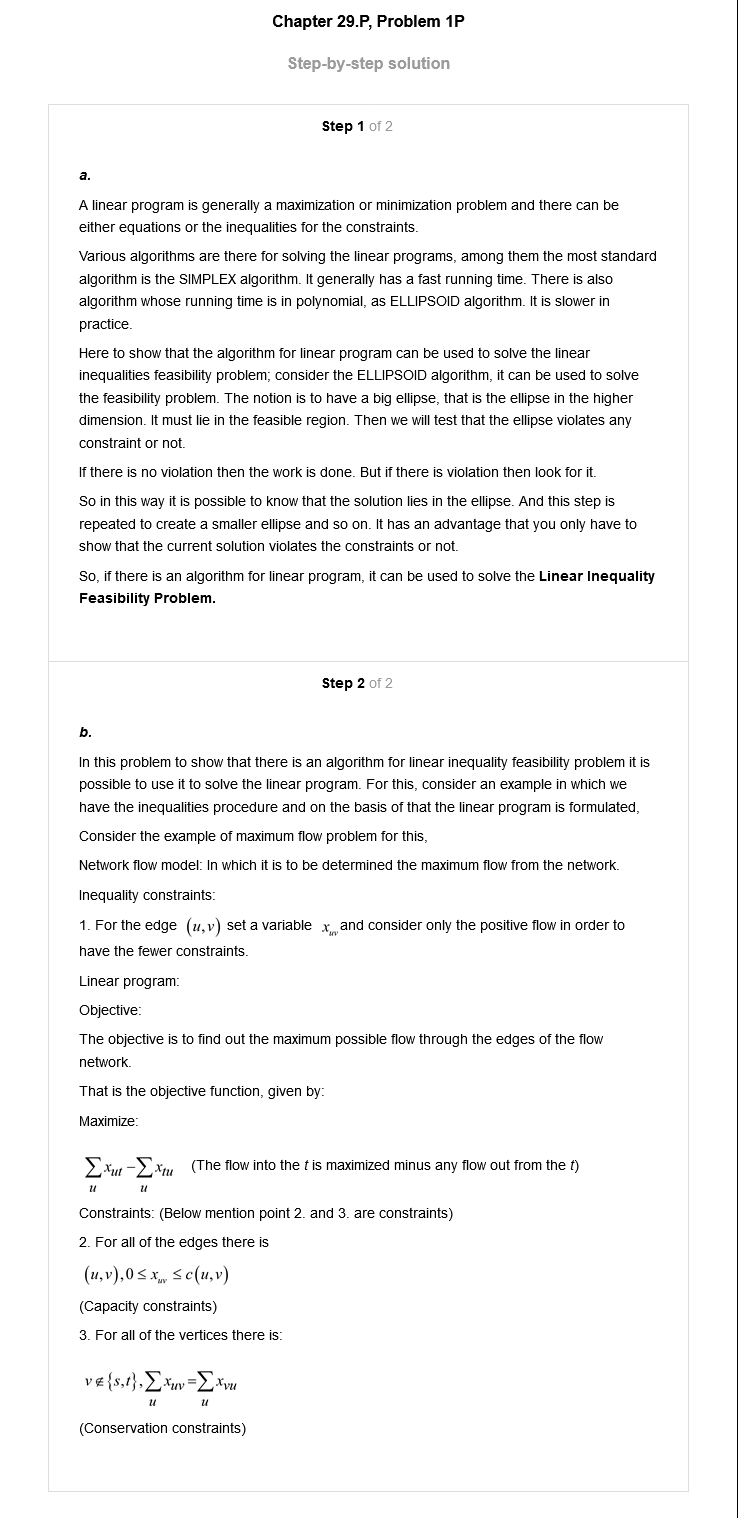 Chapter 29.P, Problem 1P
Step-by-step solution
Step 1 of 2
a.
A linear program is generally a maximization or minimization problem and there can be
either equations or the inequalities for the constraints.
Various algorithms are there for solving the linear programs, among them the most standard
algorithm is the SIMPLEX algorithm. It generally has a fast running time. There is also
algorithm whose running time is in polynomial, as ELLIPSOID algorithm. It is slower in
practice.
Here to show that the algorithm for linear program can be used to solve the linear
inequalities feasibility problem; consider the ELLIPSOID algorithm, it can be used to solve
the feasibility problem. The notion is to have a big ellipse, that is the ellipse in the higher
dimension. It must lie in the feasible region. Then we will test that the ellipse violates any
constraint or not.
If there is no violation then the work is done. But if there is violation then look for it.
So in this way it is possible to know that the solution lies in the ellipse. And this step is
repeated to create a smaller ellipse and so on. It has an advantage that you only have to
show that the current solution violates the constraints or not.
So, if there is an algorithm for linear program, it can be used to solve the Linear Inequality
Feasibility Problem.
Step 2 of 2
b.
In this problem to show that there is an algorithm for linear inequality feasibility problem it is
possible to use it to solve the linear program. For this, consider an example in which we
have the inequalities procedure and on the basis of that the linear program is formulated,
Consider the example of maximum flow problem for this,
Network flow model: In which it is to be determined the maximum flow from the network.
Inequality constraints:
1. For the edge (u,v) set a variable x_uv and consider only the positive flow in order to
have the fewer constraints.
Linear program:
Objective:
The objective is to find out the maximum possible flow through the edges of the flow
network.
That is the objective function, given by:
Maximize:
∑_u x_ut − ∑_u x_tu (The flow into the t is maximized minus any flow out from the t)
Constraints: (Below mention point 2. and 3. are constraints)
2. For all of the edges there is
(u,v), 0 ≤ x_uv ≤ c(u,v)
(Capacity constraints)
3. For all of the vertices there is:
v ∉ {s,t}, ∑_u x_uv = ∑_u x_vu
(Conservation constraints)